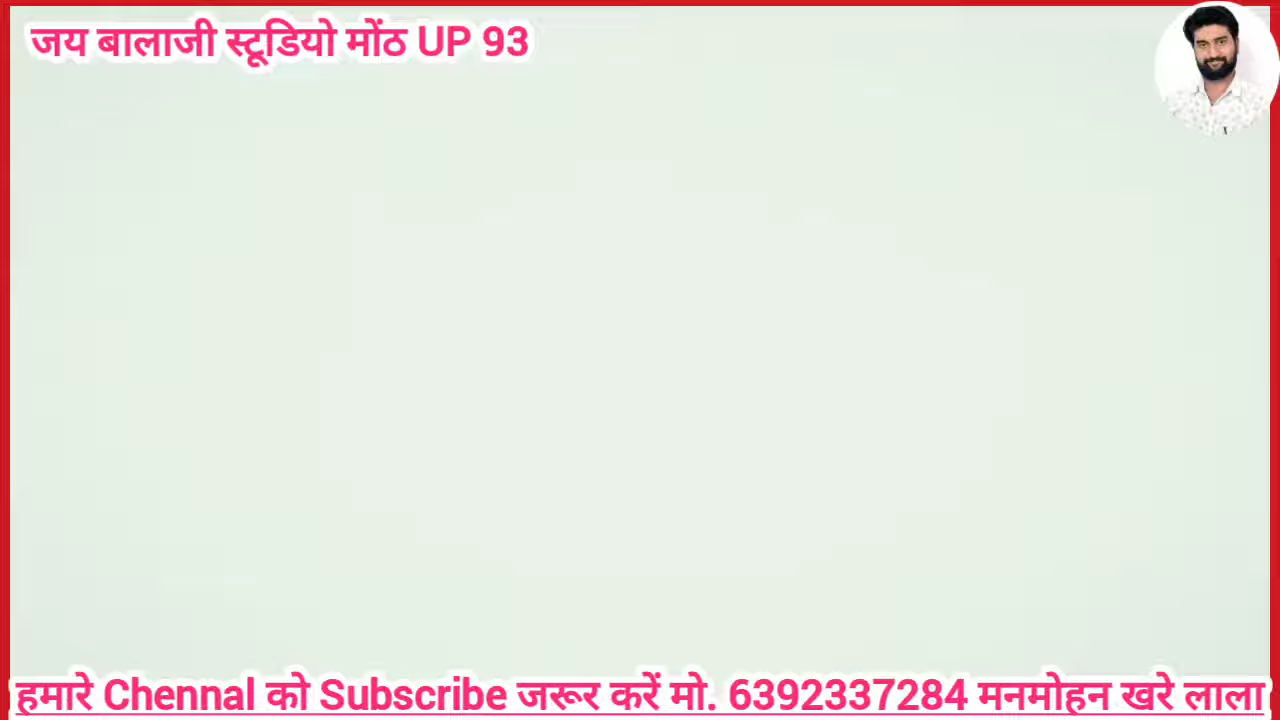 जय बालाजी स्टूडियो मोंठ UP 93
हमारे Chennal को Subscribe जरूर करें मो. 6392337284 मनमोहन खरे लाला